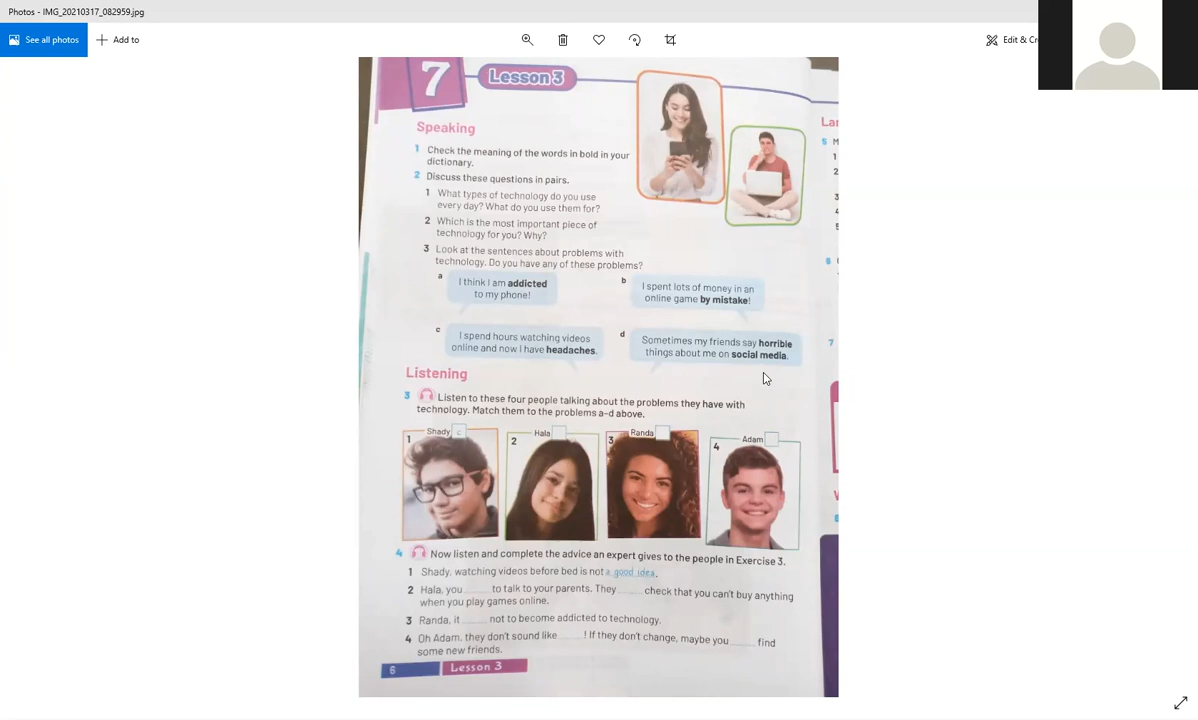 Photos - IMG_20210317_082959.jpg
See all photos
Add to
7
Lesson 3
Speaking
1 Check the meaning of the words in bold in your
dictionary.
2 Discuss these questions in pairs.
1 What types of technology do you use
every day? What do you use them for?
2 Which is the most important piece of
technology for you? Why?
3 Look at the sentences about problems with
technology. Do you have any of these problems?
a
I think I am addicted
to my phone!
b
I spent lots of money in an
online game by mistake!
c
I spend hours watching videos
online and now I have headaches.
d
Sometimes my friends say horrible
things about me on social media.
Listening
3 Listen to these four people talking about the problems they have with
technology. Match them to the problems a-d above.
1 Shady c
2 Hala
3 Randa
4 Adam
4 Now listen and complete the advice an expert gives to the people in Exercise 3.
1 Shady, watching videos before bed is not a good idea.
2 Hala, you ____ to talk to your parents. They ____ check that you can't buy anything
when you play games online.
3 Randa, it ____ not to become addicted to technology.
4 Oh Adam, they don't sound like ____ ! If they don't change, maybe you ____ find
some new friends.
6 Lesson 3
5
1
2
3
7